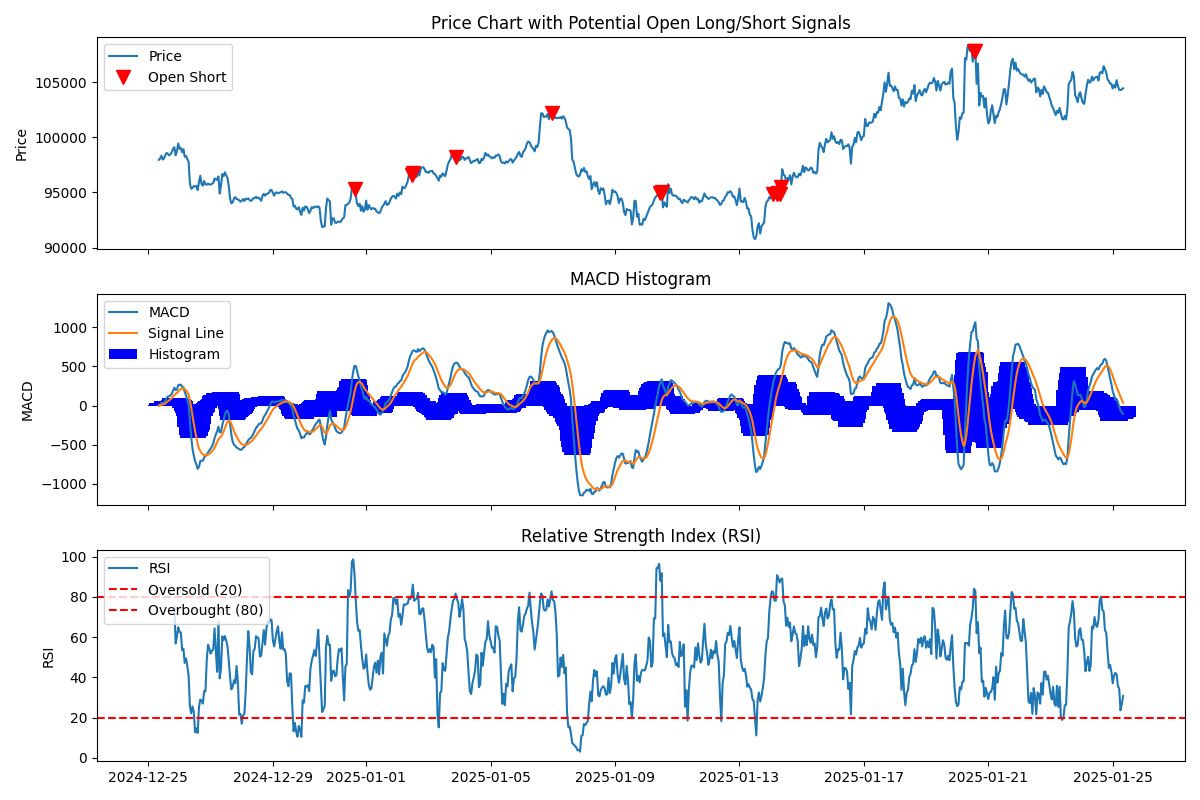 Price Chart with Potential Open Long/Short Signals
Price
Open Short
105000
100000
95000
90000
Price
MACD Histogram
MACD
Signal Line
Histogram
1000
500
0
−500
−1000
MACD
Relative Strength Index (RSI)
RSI
Oversold (20)
Overbought (80)
100
80
60
40
20
0
RSI
2024-12-25 2024-12-29 2025-01-01 2025-01-05 2025-01-09 2025-01-13 2025-01-17 2025-01-21 2025-01-25